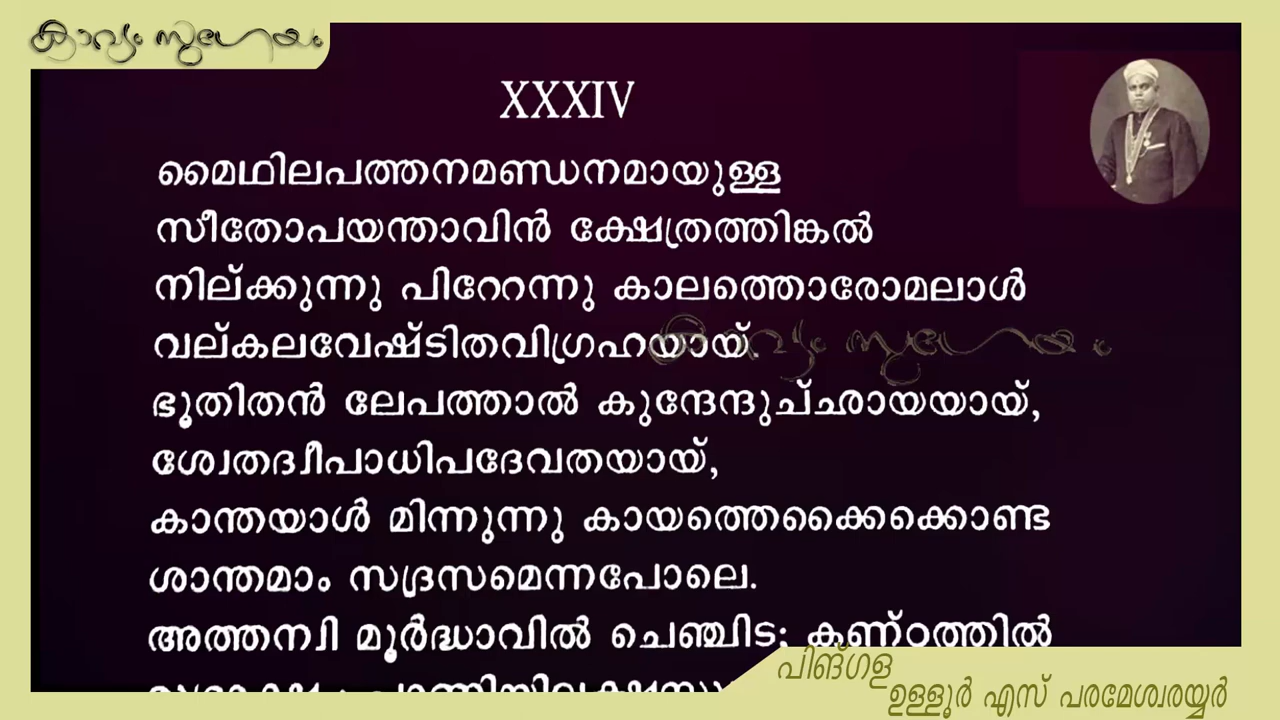 കാവ്യം സുഗേയം
XXXIV
മൈഥിലപത്തനമണ്ഡനമായുള്ള
സീതോപയന്താവിൻ ക്ഷേത്രത്തിങ്കൽ
നില്ക്കുന്നു പിറ്റേന്നു കാലത്തൊരോമലാൾ
വല്കലവേഷ്ടിതവിഗ്രഹയായ്.
കാവ്യം സുഗേയം
ഭൂതിതൻ ലേപത്താൽ കുന്ദേന്ദുച്ഛായയായ്,
ശ്വേതദ്വീപാധിപദേവതയായ്,
കാന്തയാൾ മിന്നുന്നു കായത്തെക്കൈക്കൊണ്ട
ശാന്തമാം സദ്രസമെന്നപോലെ.
അത്തന്വി മൂർദ്ധാവിൽ ചെഞ്ചിട; കണ്ഠത്തിൽ
പിങ്ഗള
ഉള്ളൂർ എസ് പരമേശ്വരയ്യർ